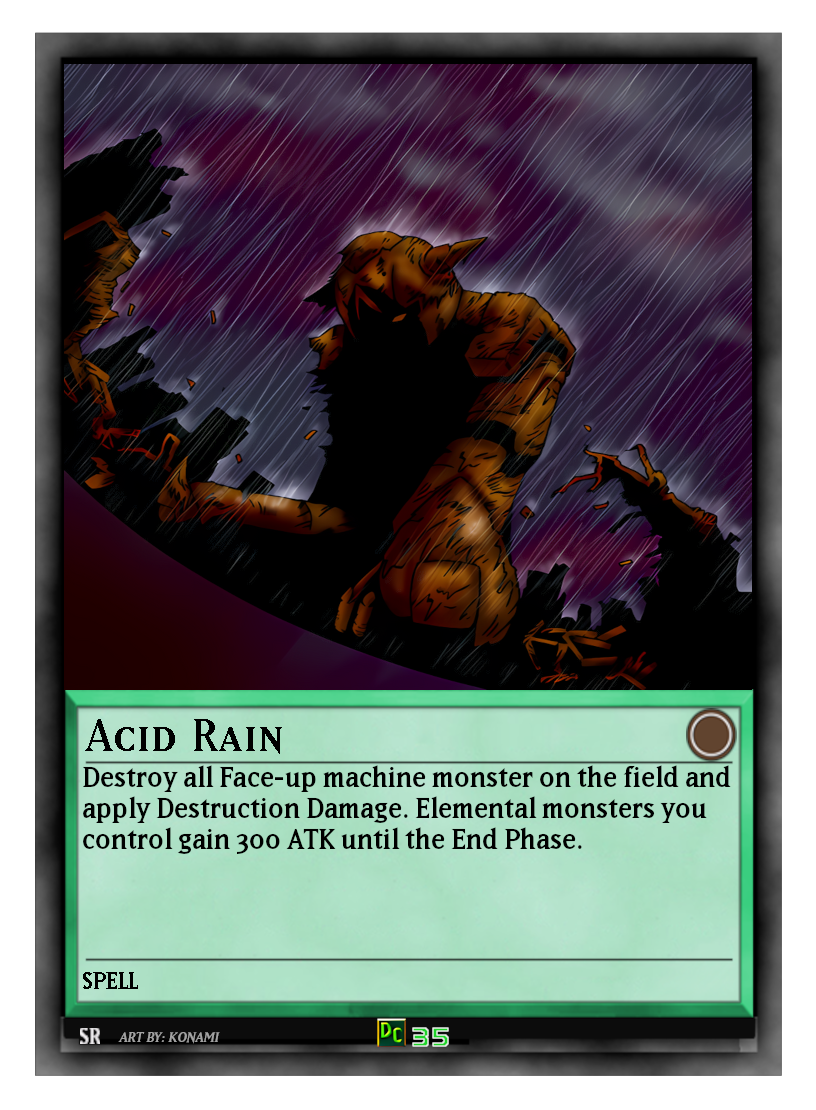 Acid Rain
Destroy all Face-up machine monster on the field and
apply Destruction Damage. Elemental monsters you
control gain 300 ATK until the End Phase.
SPELL
SR ART BY: KONAMI DC 35